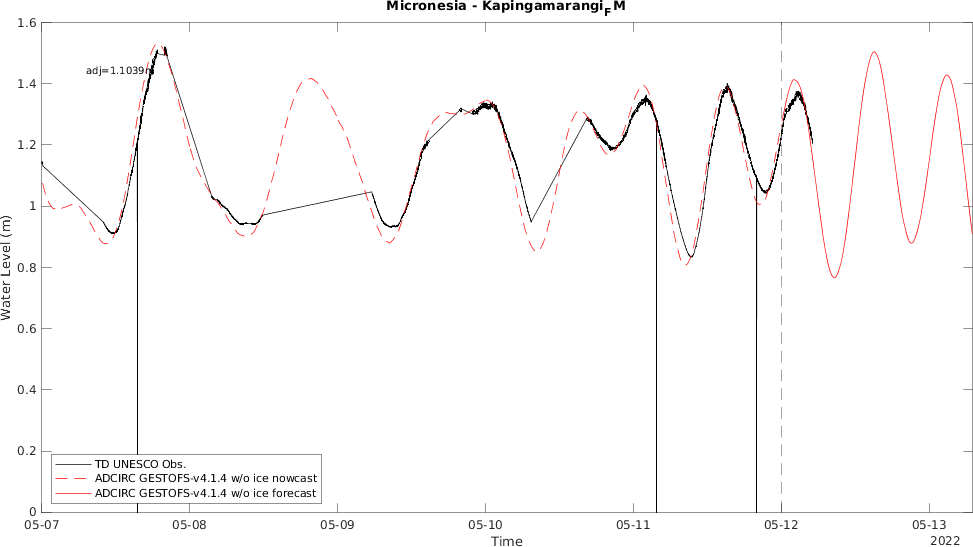 Micronesia - Kapingamarangi_F M
Water Level (m)
1.6
1.4
1.2
1
0.8
0.6
0.4
0.2
0
adj=1.1039m
TD UNESCO Obs.
ADCIRC GESTOFS-v4.1.4 w/o ice nowcast
ADCIRC GESTOFS-v4.1.4 w/o ice forecast
05-07 05-08 05-09 05-10 05-11 05-12 05-13
Time
2022